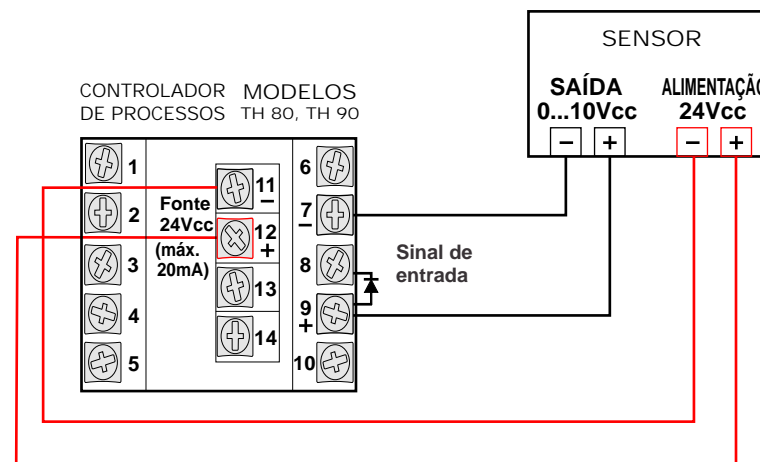 SENSOR
SAÍDA
0...10Vcc
ALIMENTAÇÃO
24Vcc
– +
– +
CONTROLADOR
DE PROCESSOS
MODELOS
TH 80, TH 90
1
2
3
4
5
Fonte
24Vcc
(máx.
20mA)
11
–
12
+
13
14
6
7
–
8
9
+
10
Sinal de
entrada